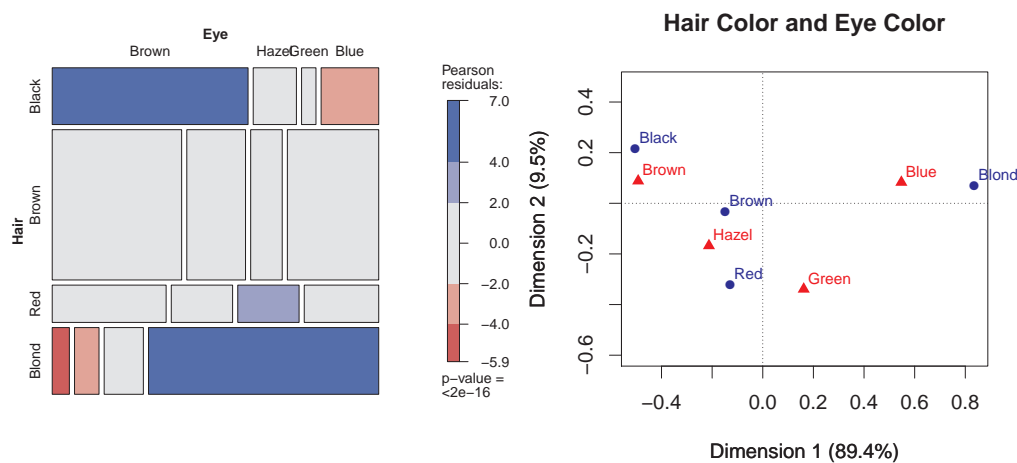 Eye
Brown
Hazel
Green
Blue
Hair
Black
Brown
Red
Blond
Pearson
residuals:
7.0
4.0
2.0
0.0
−2.0
−4.0
−5.9
p−value =
<2e−16
Hair Color and Eye Color
Dimension 2 (9.5%)
0.4
0.2
−0.2
−0.6
Black
Brown
Blue
Blond
Brown
Hazel
Red
Green
−0.4
0.0
0.2
0.4
0.6
0.8
Dimension 1 (89.4%)